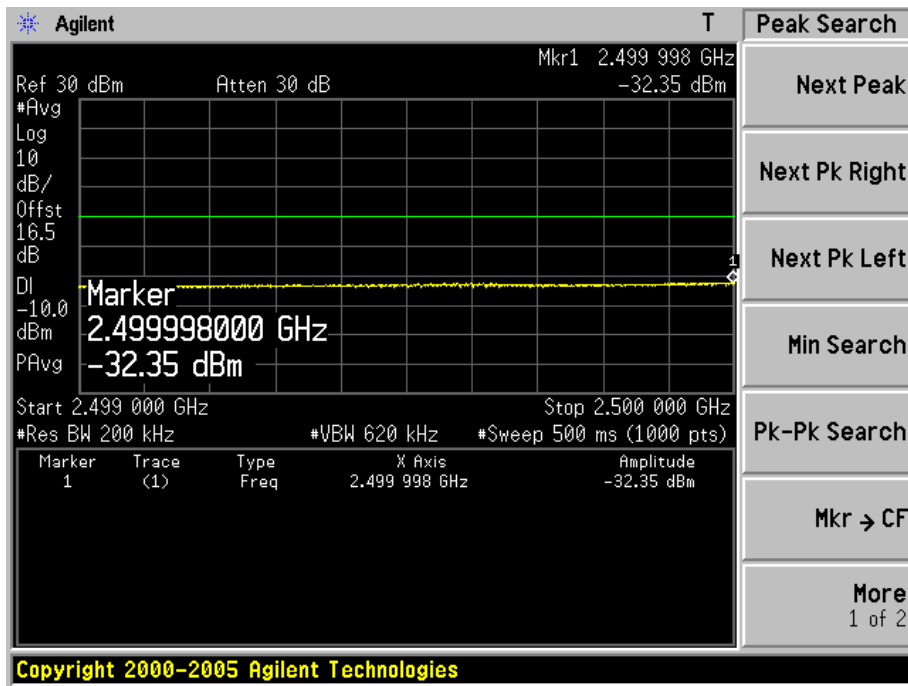 Agilent T
Mkr1 2.499 998 GHz
Ref 30 dBm Atten 30 dB -32.35 dBm
#Avg
Log
10
dB/
Offst
16.5
dB
DI
-10.0
dBm
PAvg
1
Marker
2.499998000 GHz
-32.35 dBm
Start 2.499 000 GHz Stop 2.500 000 GHz
#Res BW 200 kHz #VBW 620 kHz #Sweep 500 ms (1000 pts)
Marker Trace Type X Axis Amplitude
1 (1) Freq 2.499 998 GHz -32.35 dBm
Copyright 2000-2005 Agilent Technologies
Peak Search
Next Peak
Next Pk Right
Next Pk Left
Min Search
Pk-Pk Search
Mkr → CF
More
1 of 2